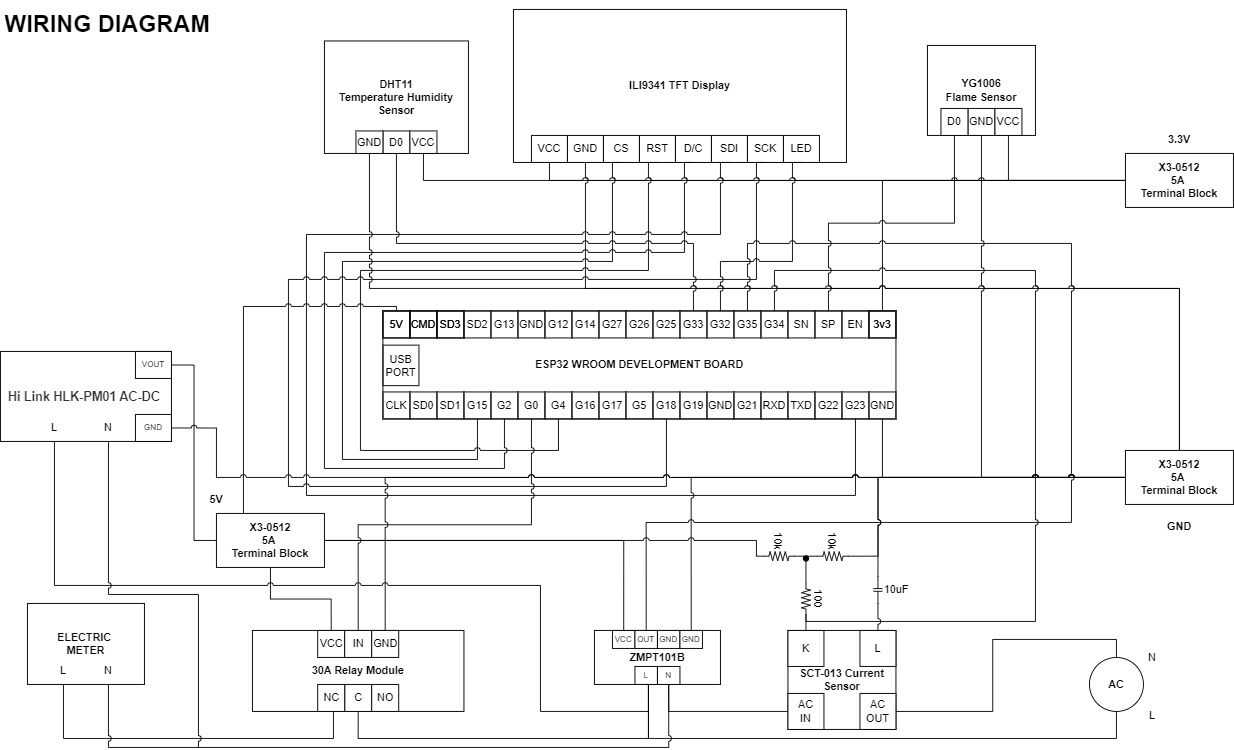 WIRING DIAGRAM
DHT11
Temperature Humidity
Sensor
GND D0 VCC
ILI9341 TFT Display
VCC GND CS RST D/C SDI SCK LED
YG1006
Flame Sensor
D0 GND VCC
3.3V
X3-0512
5A
Terminal Block
5V CMD SD3 SD2 G13 GND G12 G14 G27 G26 G25 G33 G32 G35 G34 SN SP EN 3v3
USB
PORT
ESP32 WROOM DEVELOPMENT BOARD
CLK SD0 SD1 G15 G2 G0 G4 G16 G17 G5 G18 G19 GND G21 RXD TXD G22 G23 GND
VOUT
Hi Link HLK-PM01 AC-DC
L N GND
X3-0512
5A
Terminal Block
GND
5V
X3-0512
5A
Terminal Block
10k
10k
100
10uF
ELECTRIC
METER
L N
VCC IN GND
30A Relay Module
NC C NO
VCC OUT GND GND
ZMPT101B
L N
K L
SCT-013 Current
Sensor
AC
IN
AC
OUT
N
AC
L